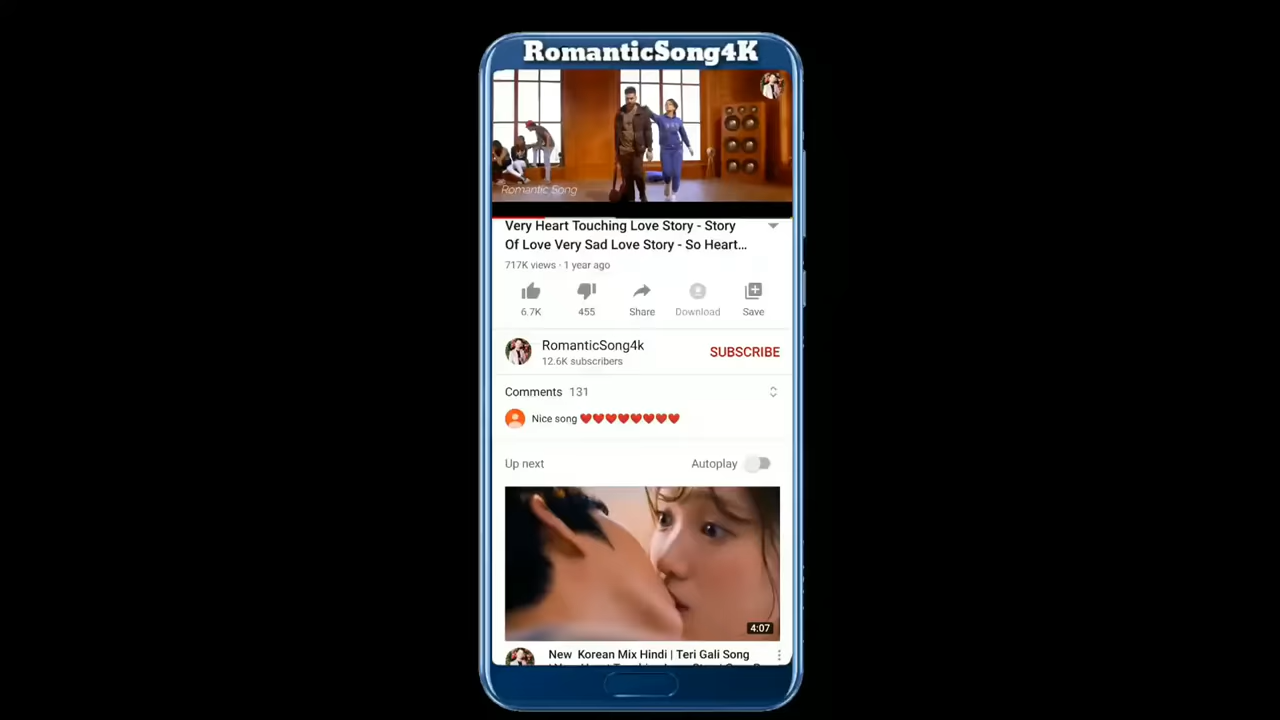 RomanticSong4K
Romantic Song
Very Heart Touching Love Story - Story
Of Love Very Sad Love Story - So Heart...
717K views · 1 year ago
6.7K
455
Share
Download
Save
RomanticSong4k
12.6K subscribers
SUBSCRIBE
Comments 131
Nice song ❤️❤️❤️❤️❤️❤️❤️❤️
Up next
Autoplay
4:07
New Korean Mix Hindi | Teri Gali Song